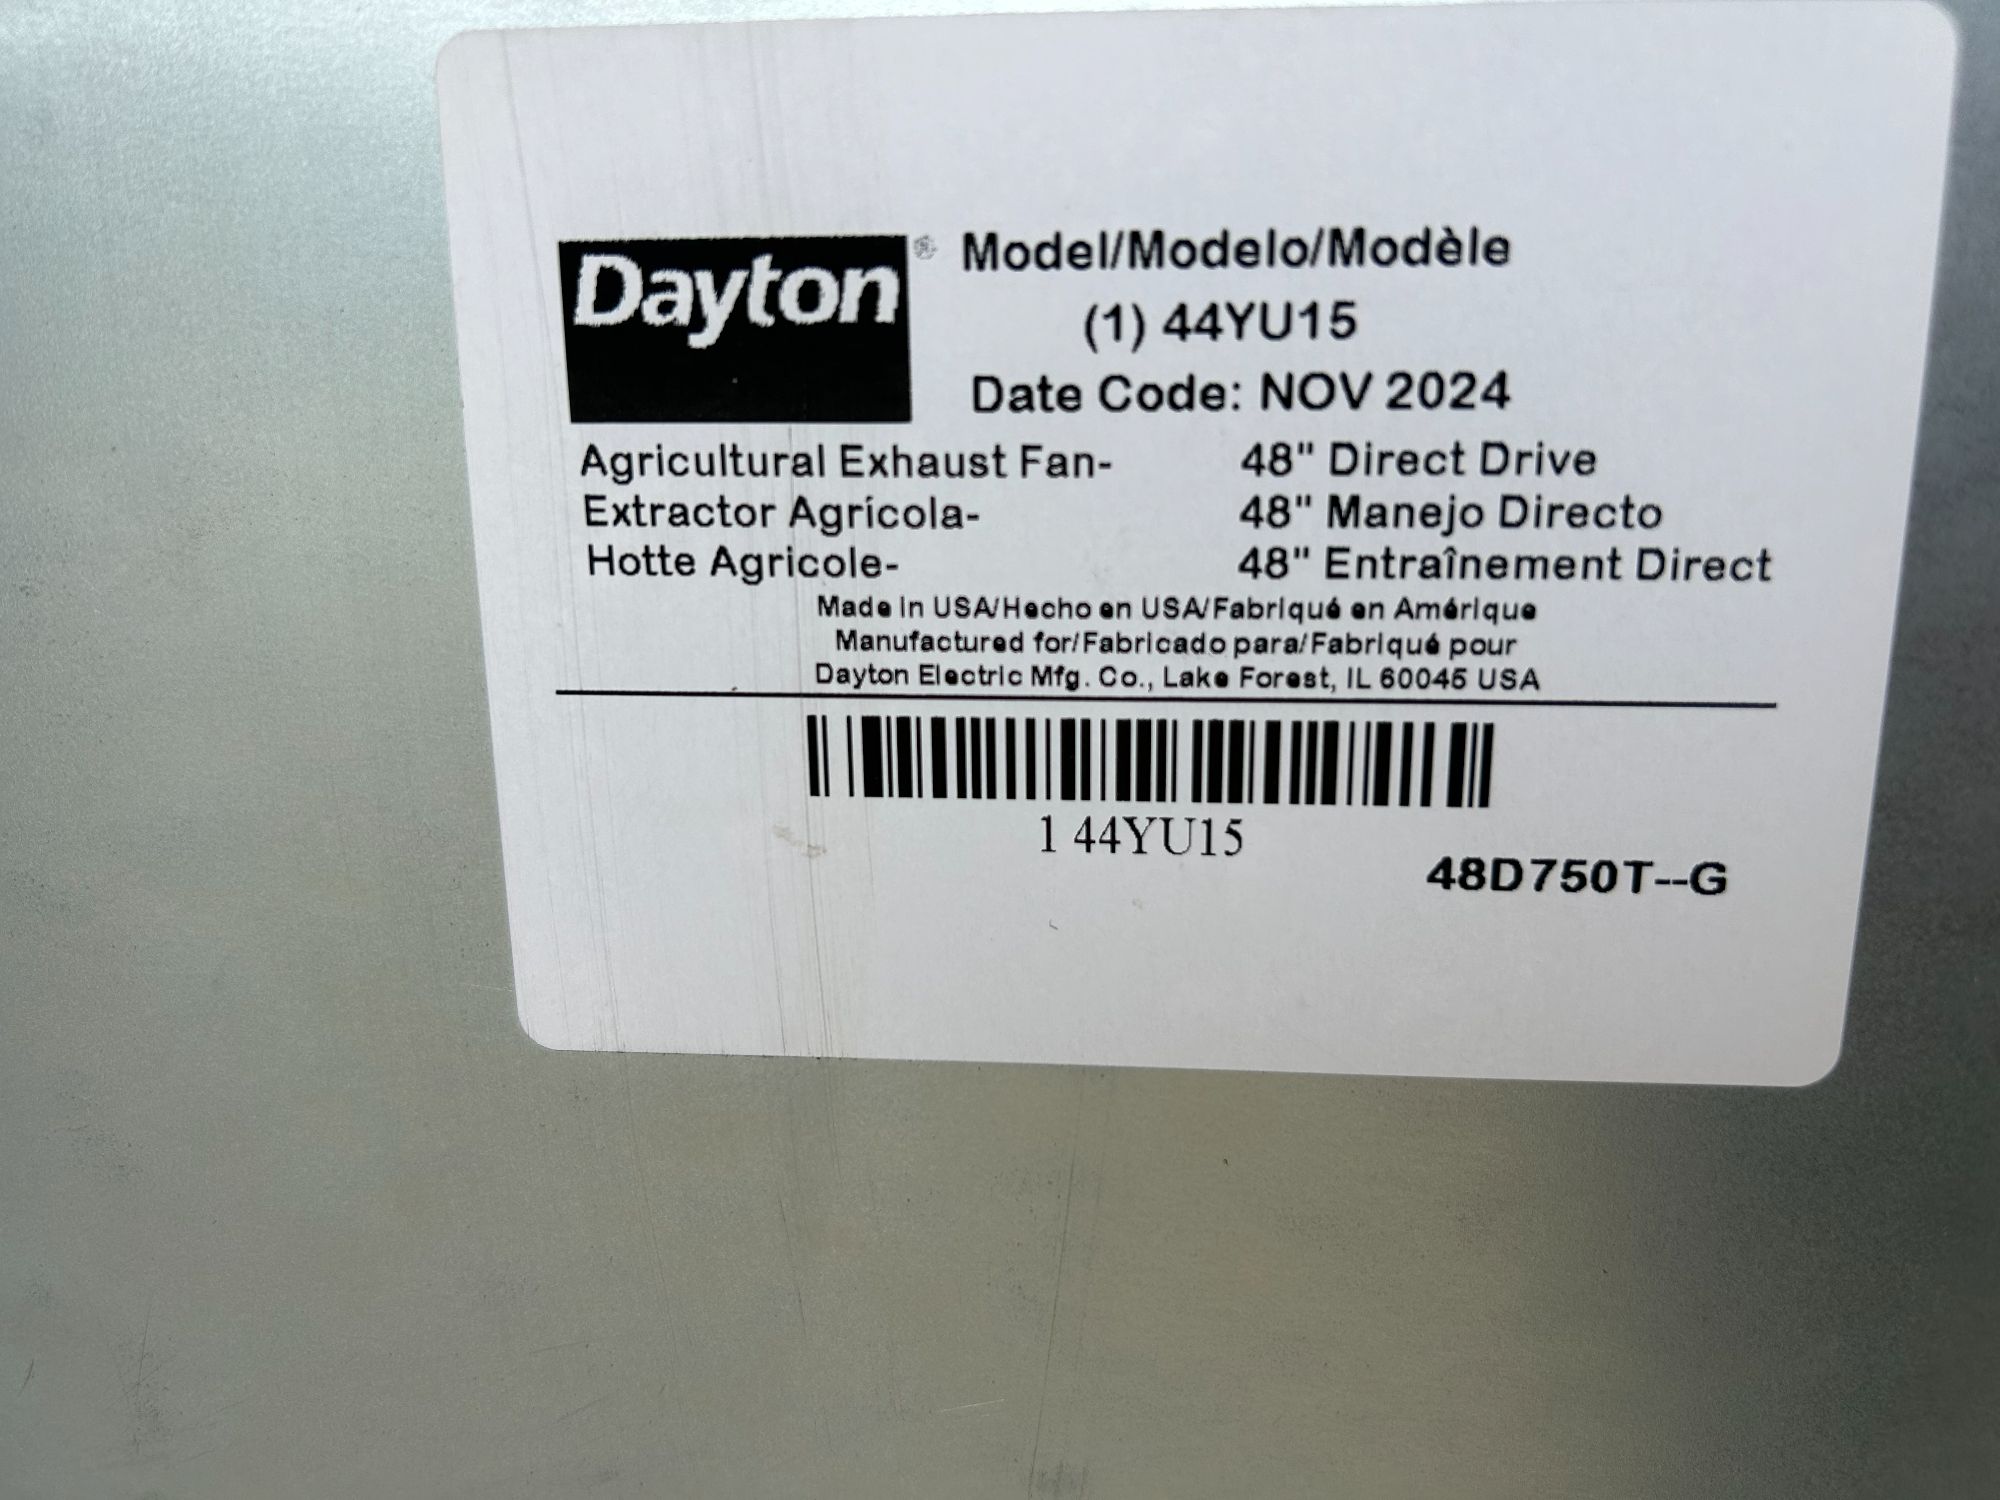 Dayton® Model/Modelo/Modèle
(1) 44YU15
Date Code: NOV 2024
Agricultural Exhaust Fan- 48" Direct Drive
Extractor Agrícola- 48" Manejo Directo
Hotte Agricole- 48" Entraînement Direct
Made in USA/Hecho en USA/Fabriqué en Amérique
Manufactured for/Fabricado para/Fabriqué pour
Dayton Electric Mfg. Co., Lake Forest, IL 60045 USA
1 44YU15
48D750T--G